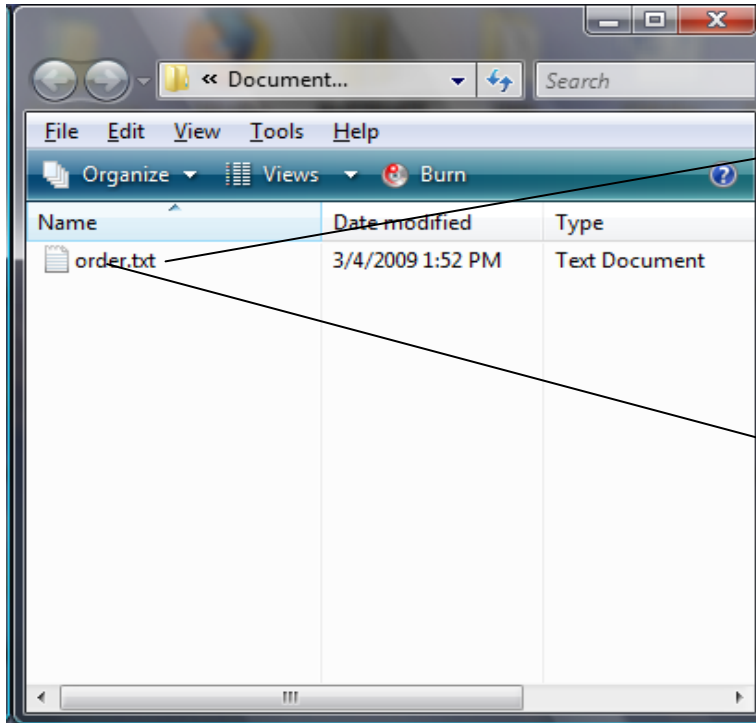 « Document...
Search
File Edit View Tools Help
Organize Views Burn
Name Date modified Type
order.txt 3/4/2009 1:52 PM Text Document